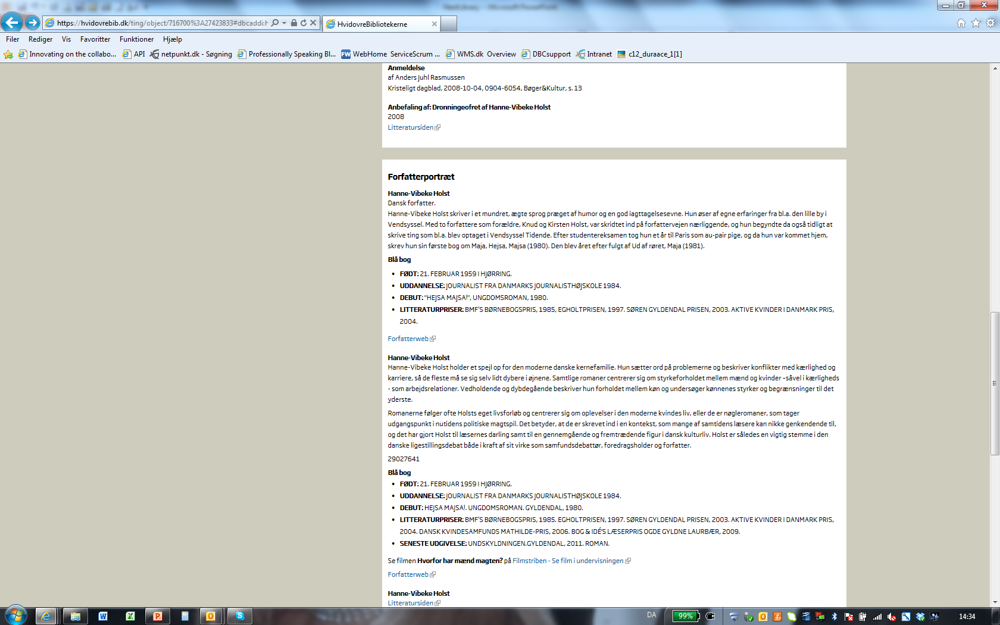 https://hvidovrebib.dk/ting/object/716700%3A27423833#dbcaddi:h
HvidovreBibliotekerne
Filer Rediger Vis Favoritter Funktioner Hjælp
Innovating on the collabo... API netpunkt.dk - Søgning Professionally Speaking Bl... WebHome ServiceScrum ... WMS.dk Overview DBCsupport Intranet c12_duraace_1[1]
Anmeldelse
af Anders Juhl Rasmussen
Kristeligt dagblad, 2008-10-04, 0904-6054, Bøger&Kultur, s. 13
Anbefaling af: Dronningeofret af Hanne-Vibeke Holst
2008
Litteratursiden
Forfatterportræt
Hanne-Vibeke Holst
Dansk forfatter.
Hanne-Vibeke Holst skriver i et mundret, ægte sprog præget af humor og en god iagttagelsesevne. Hun øser af egne erfaringer fra bl.a. den lille by i
Vendsyssel. Med to forfattere som forældre, Knud og Kirsten Holst, var skridtet ind på forfattervejen nærliggende, og hun begyndte da også tidligt at
skrive ting som bl.a. blev optaget i Vendsyssel Tidende. Efter studentereksamen tog hun et år til Paris som au-pair pige, og da hun var kommet hjem,
skrev hun sin første bog om Maja, Hejsa, Majsa (1980). Den blev året efter fulgt af Ud af røret, Maja (1981).
Blå bog
• FØDT: 21. FEBRUAR 1959 I HJØRRING.
• UDDANNELSE: JOURNALIST FRA DANMARKS JOURNALISTHØJSKOLE 1984.
• DEBUT: "HEJSA MAJSA!", UNGDOMSROMAN, 1980.
• LITTERATURPRISER: BMF'S BØRNEBOGSPRIS, 1985, EGHOLTPRISEN, 1997. SØREN GYLDENDAL PRISEN, 2003. AKTIVE KVINDER I DANMARK PRIS,
2004.
Forfatterweb
Hanne-Vibeke Holst
Hanne-Vibeke Holst holder et spejl op for den moderne danske kernefamilie. Hun sætter ord på problemerne og beskriver konflikter med kærlighed og
karriere, så de fleste må se sig selv lidt dybere i øjnene. Samtlige romaner centrerer sig om styrkeforholdet mellem mænd og kvinder –såvel i kærligheds
- som arbejdsrelationer. Vedholdende og dybdegående beskriver hun forholdet mellem køn og undersøger kønnenes styrker og begrænsninger til det
yderste.
Romanerne følger ofte Holsts eget livsforløb og centrerer sig om oplevelser i den moderne kvindes liv, eller de er nøgleromaner, som tager
udgangspunkt i nutidens politiske magtspil. Det betyder, at de er skrevet ind i en kontekst, som mange af samtidens læsere kan nikke genkendende til,
og det har gjort Holst til læsernes darling samt til en gennemgående og fremtrædende figur i dansk kulturliv. Holst er således en vigtig stemme i den
danske ligestillingsdebat både i kraft af sit virke som samfundsdebattør, foredragsholder og forfatter.
29027641
Blå bog
• FØDT: 21. FEBRUAR 1959 I HJØRRING.
• UDDANNELSE: JOURNALIST FRA DANMARKS JOURNALISTHØJSKOLE 1984.
• DEBUT: HEJSA MAJSA!. UNGDOMSROMAN. GYLDENDAL, 1980.
• LITTERATURPRISER: BMF'S BØRNEBOGSPRIS, 1985. EGHOLTPRISEN, 1997. SØREN GYLDENDAL PRISEN, 2003. AKTIVE KVINDER I DANMARK PRIS,
2004. DANSK KVINDESAMFUNDS MATHILDE-PRIS, 2006. BOG & IDÉ'S LÆSERPRIS OGDE GYLDNE LAURBÆR, 2009.
• SENESTE UDGIVELSE: UNDSKYLDNINGEN.GYLDENDAL, 2011. ROMAN.
Se filmen Hvorfor har mænd magten? på Filmstriben - Se film i undervisningen
Forfatterweb
Hanne-Vibeke Holst
Litteratursiden
DA 99% 14:34